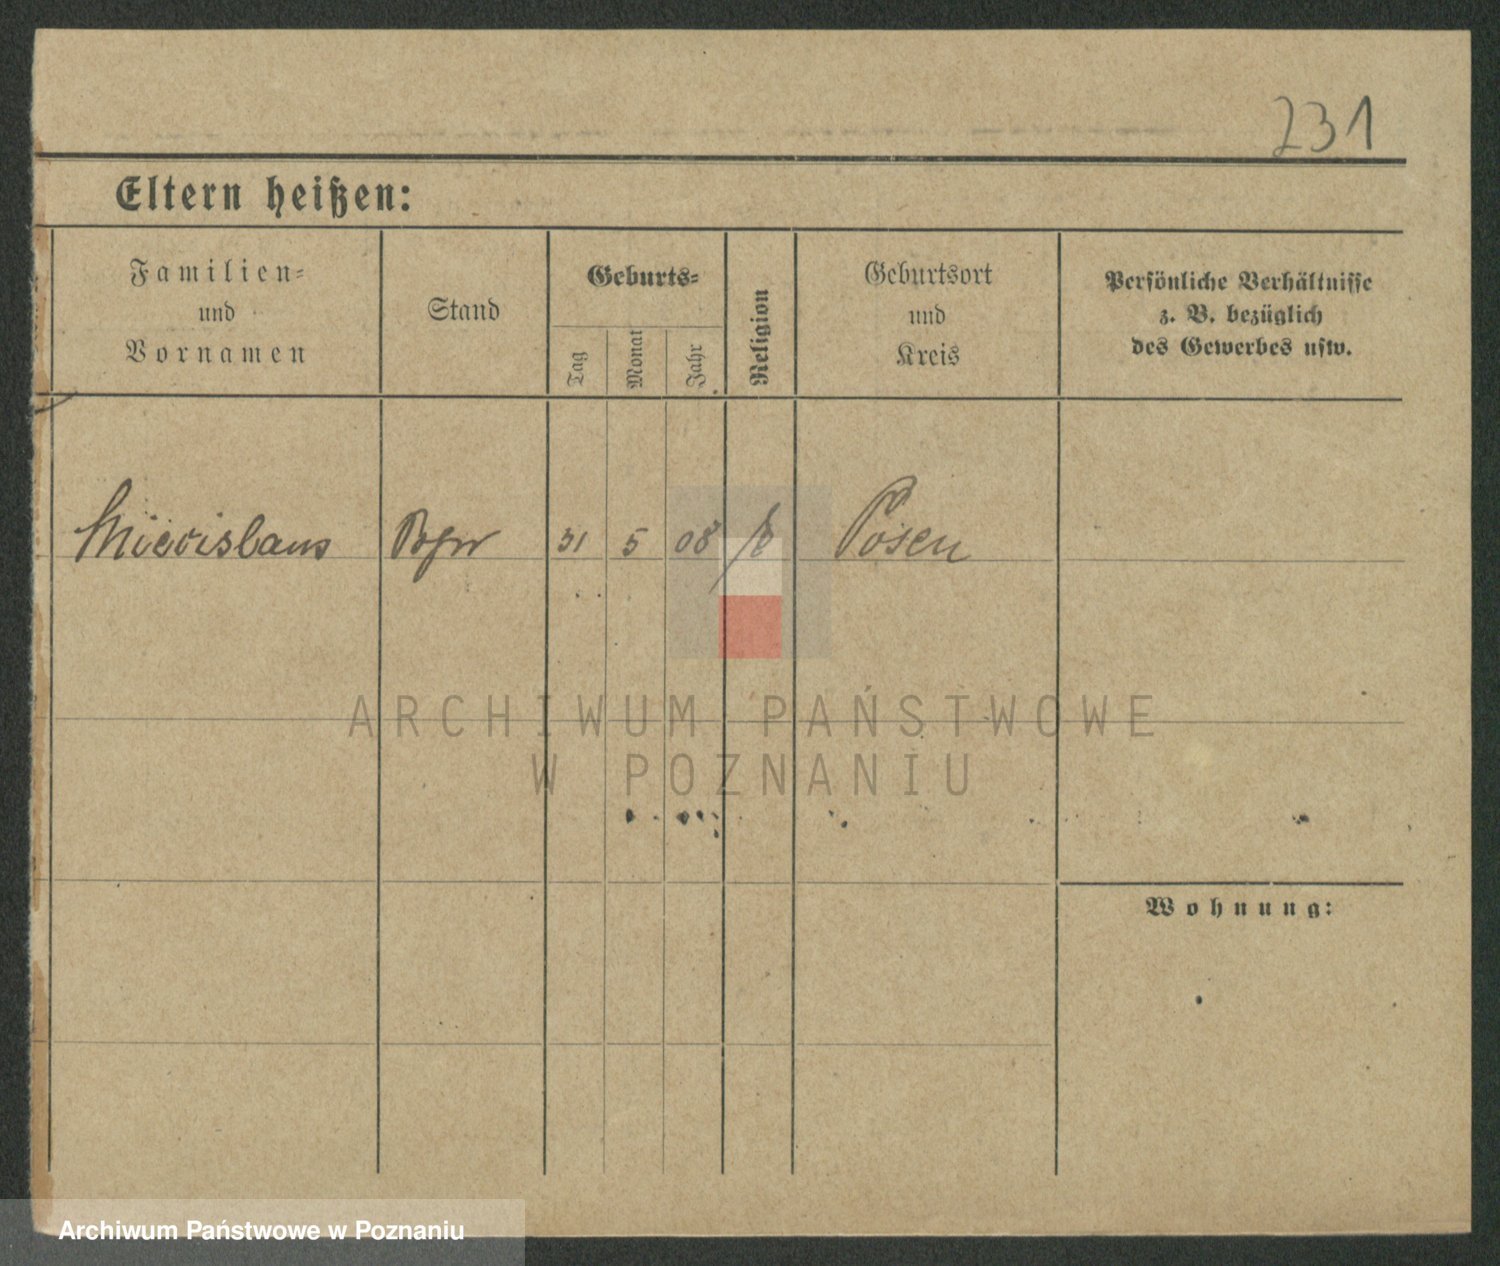 231
Eltern heißen:
Familien-
und
Vornamen
Stand
Geburts-
Tag
Monat
Jahr
Religion
Geburtsort
und
Kreis
Persönliche Verhältnisse
z. B. bezüglich
des Gewerbes usw.
Miecislaus 31 5 08 Posen
ARCHIWUM PAŃSTWOWE
W POZNANIU
Wohnung:
Archiwum Państwowe w Poznaniu